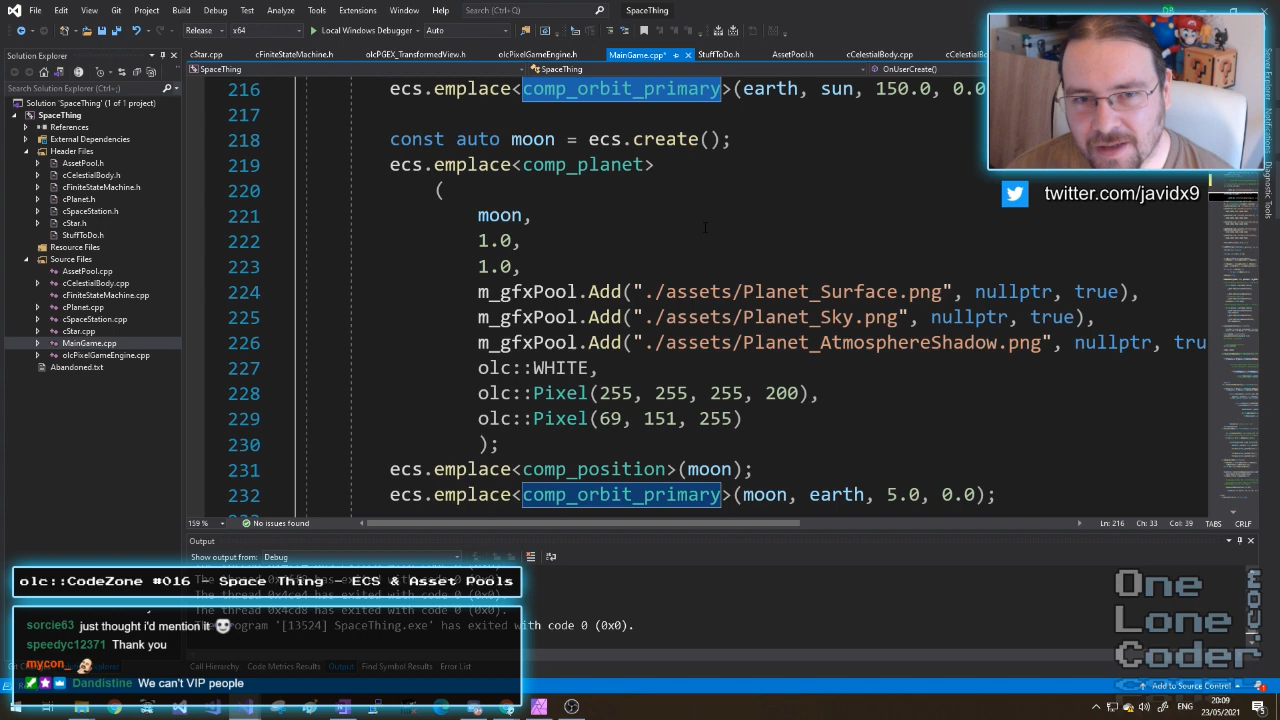 File Edit View Git Project Build Debug Test Analyze Tools Extensions Window Help Search (Ctrl+Q) SpaceThing
Release x64 Local Windows Debugger Auto
Solution Explorer
cStar.cpp cFiniteStateMachine.h olcPGEX_TransformedView.h olcPixelGameEngine.h MainGame.cpp* StuffToDo.h AssetPool.h cCelestialBody.cpp
SpaceThing SpaceThing OnUserCreate()
Search Solution Explorer (Ctrl+;)
Solution 'SpaceThing' (1 of 1 project)
SpaceThing
References
External Dependencies
Header Files
AssetPool.h
cCelestialBody.h
cFiniteStateMachine.h
cPlanet.h
cSpaceStation.h
cStar.h
StuffToDo.h
Resource Files
Source Files
AssetPool.cpp
cCelestialBody.cpp
cFiniteStateMachine.cpp
cPlanet.cpp
cSpaceStation.cpp
cStar.cpp
MainGame.cpp
olcPixelGameEngine.cpp
Abandoned.txt
216 ecs.emplace<comp_orbit_primary>(earth, sun, 150.0, 0.0
217
218 const auto moon = ecs.create();
219 ecs.emplace<comp_planet>
220 (
221 moon,
222 1.0,
223 1.0,
224 m_gfxPool.Add("./assets/Planet_Surface.png", nullptr, true),
225 m_gfxPool.Add("./assets/Planet_Sky.png", nullptr, true),
226 m_gfxPool.Add("./assets/Planet_AtmosphereShadow.png", nullptr, tru
227 olc::WHITE,
228 olc::Pixel(255, 255, 255, 200),
229 olc::Pixel(69, 151, 255)
230 );
231 ecs.emplace<comp_position>(moon);
232 ecs.emplace<comp_orbit_primary>(moon, earth, 5.0, 0.0);
159 % No issues found Ln: 216 Ch: 33 Col: 39 TABS CRLF
Output
Show output from: Debug
The thread 0x4cd8 has exited with code 0 (0x0).
The program '[13524] SpaceThing.exe' has exited with code 0 (0x0).
Call Hierarchy Code Metrics Results Output Find Symbol Results Error List
Add to Source Control
Server Explorer Notifications Diagnostic Tools
twitter.com/javidx9
olc::CodeZone #016 - Space Thing - ECS & Asset Pools
sorcie63 just thought i'd mention it
speedyc12371 Thank you
mycon_
Dandistine We can't VIP people
One
Lone
Coder
.com
ENG 20:09
23/05/2021